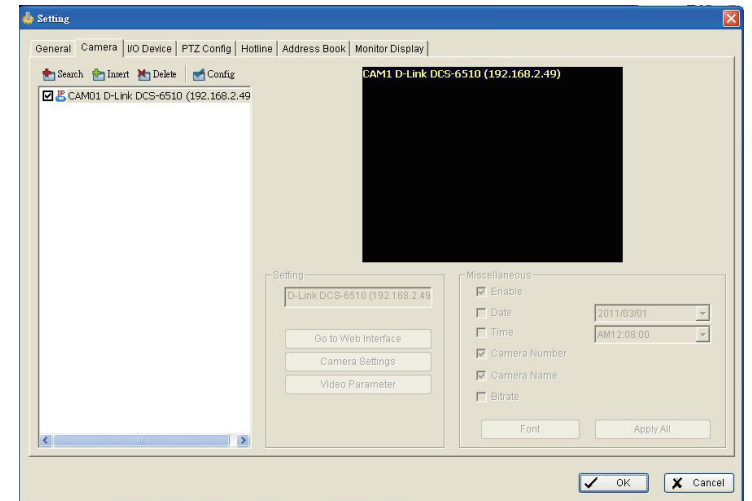 Setting
General Camera I/O Device PTZ Config Hotline Address Book Monitor Display
Search Insert Delete Config
CAM01 D-Link DCS-6510 (192.168.2.49
CAM1 D-Link DCS-6510 (192.168.2.49)
Setting
D-Link DCS-6510 (192.168.2.49
Go to Web Interface
Camera Settings
Video Parameter
Miscellaneous
Enable
Date 2011/03/01
Time AM12:08:00
Camera Number
Camera Name
Bitrate
Font Apply All
OK Cancel